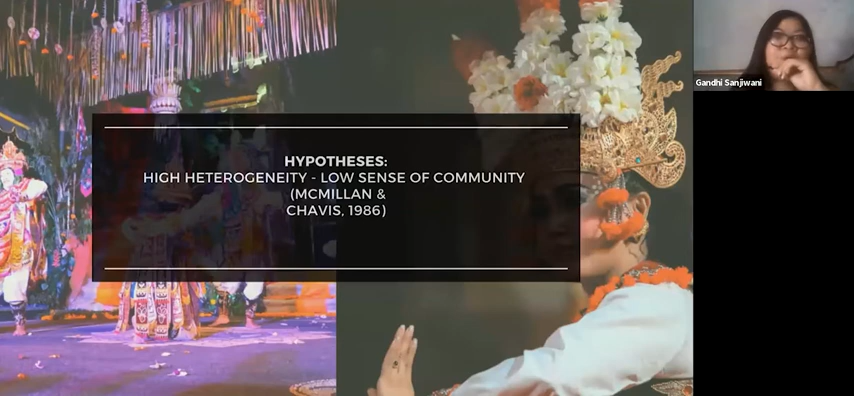 HYPOTHESES:
HIGH HETEROGENEITY - LOW SENSE OF COMMUNITY
(MCMILLAN &
CHAVIS, 1986)
Gandhi Sanjiwani